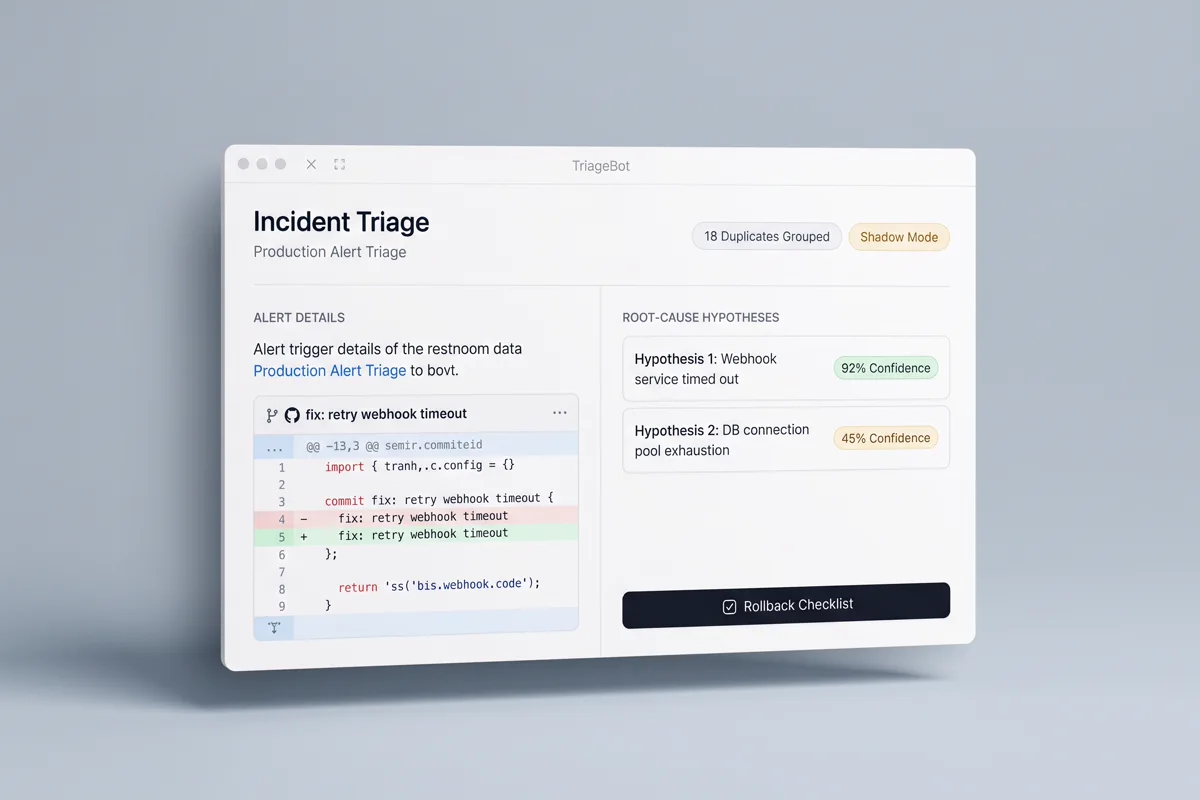 TriageBot
Incident Triage
Production Alert Triage
18 Duplicates Grouped
Shadow Mode
ALERT DETAILS
Alert trigger details of the restnoom data
Production Alert Triage to bovt.
fix: retry webhook timeout
...
@@ -13,3 @@ semir.commiteid
1 import { tranh,.c.config = {}
2
3 commit fix: retry webhook timeout {
4 - fix: retry webhook timeout
5 + fix: retry webhook timeout
6 };
7
8 return 'ss('bis.webhook.code');
9 }
ROOT-CAUSE HYPOTHESES
Hypothesis 1: Webhook
service timed out
92% Confidence
Hypothesis 2: DB connection
pool exhaustion
45% Confidence
Rollback Checklist